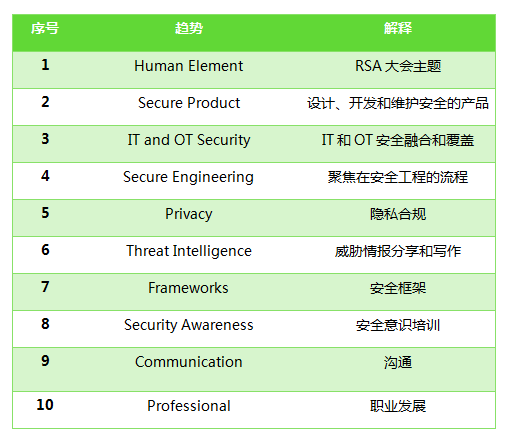 序号 趋势 解释
1 Human Element RSA 大会主题
2 Secure Product 设计、开发和维护安全的产品
3 IT and OT Security IT 和 OT 安全融合和覆盖
4 Secure Engineering 聚焦在安全工程的流程
5 Privacy 隐私合规
6 Threat Intelligence 威胁情报分享和写作
7 Frameworks 安全框架
8 Security Awareness 安全意识培训
9 Communication 沟通
10 Professional 职业发展